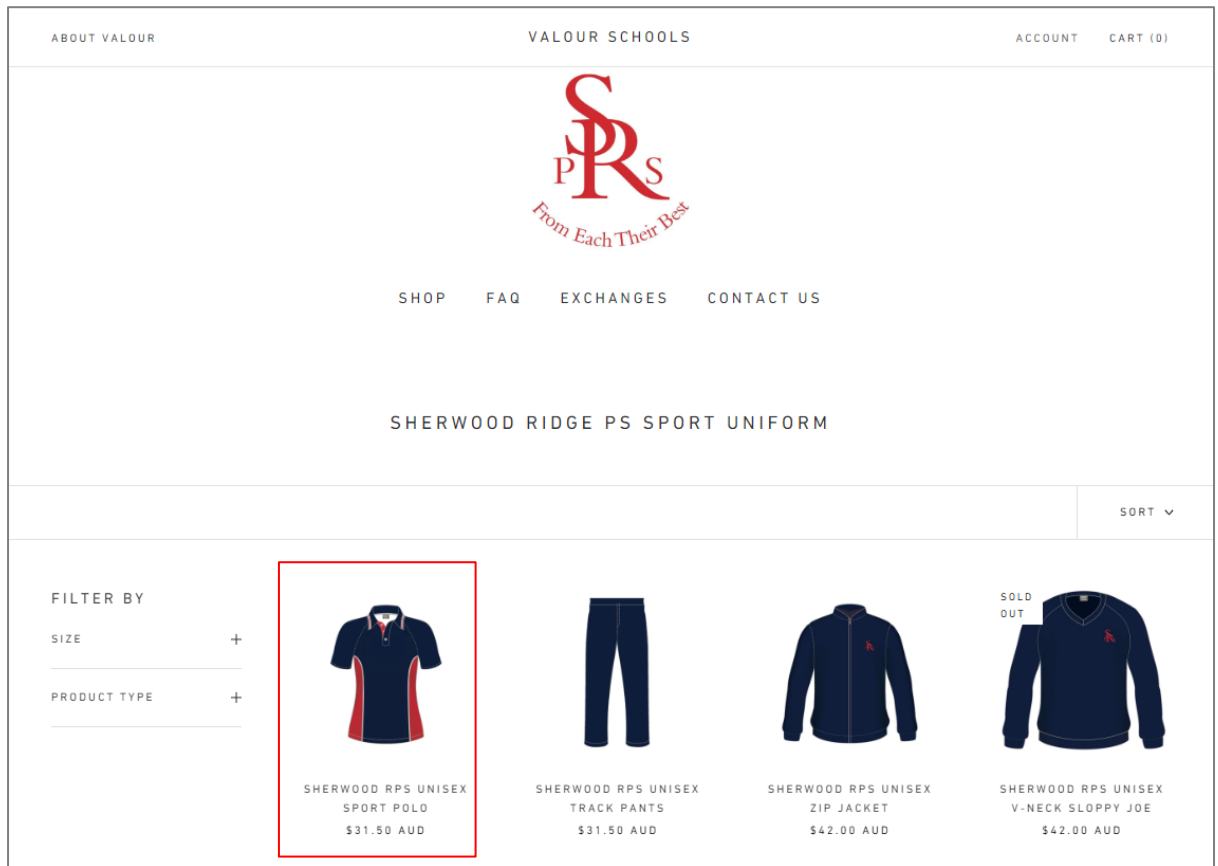 ABOUT VALOUR
VALOUR SCHOOLS
ACCOUNT
CART (0)
SR
P S
From Each Their Best
SHOP
FAQ
EXCHANGES
CONTACT US
SHERWOOD RIDGE PS SPORT UNIFORM
SORT
FILTER BY
SIZE
PRODUCT TYPE
SHERWOOD RPS UNISEX
SPORT POLO
$31.50 AUD
SHERWOOD RPS UNISEX
TRACK PANTS
$31.50 AUD
SR
SHERWOOD RPS UNISEX
ZIP JACKET
$42.00 AUD
SOLD
OUT
SR
SHERWOOD RPS UNISEX
V-NECK SLOPPY JOE
$42.00 AUD